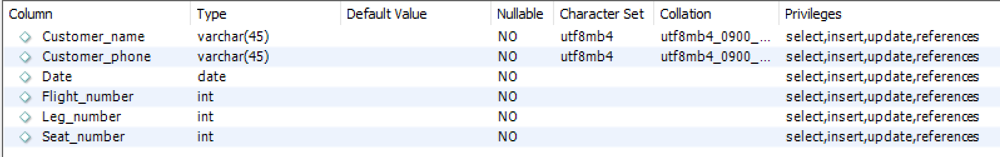 Column Type Default Value Nullable Character Set Collation Privileges
Customer_name varchar(45) NO utf8mb4 utf8mb4_0900_... select,insert,update,references
Customer_phone varchar(45) NO utf8mb4 utf8mb4_0900_... select,insert,update,references
Date date NO select,insert,update,references
Flight_number int NO select,insert,update,references
Leg_number int NO select,insert,update,references
Seat_number int NO select,insert,update,references